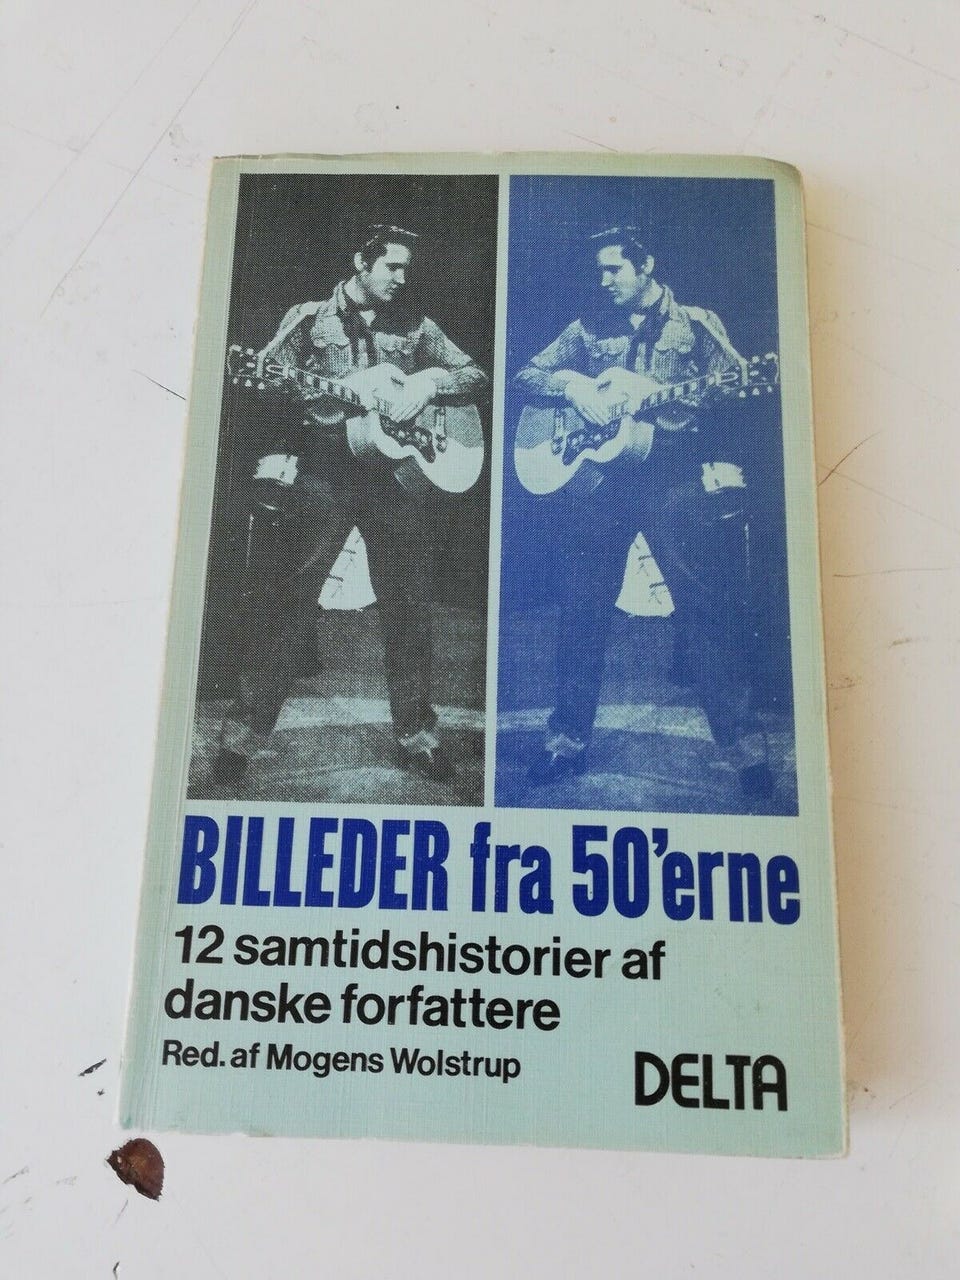 BILLEDER fra 50'erne
12 samtidshistorier af
danske forfattere
Red. af Mogens Wolstrup
DELTA